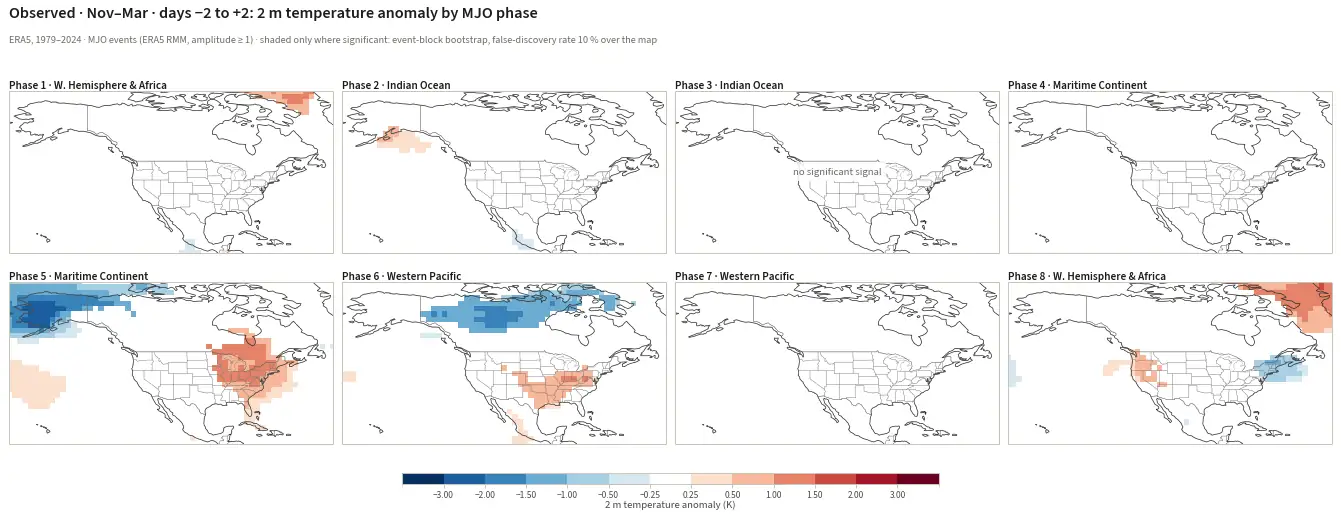 Observed · Nov–Mar · days −2 to +2: 2 m temperature anomaly by MJO phase
ERA5, 1979–2024 · MJO events (ERA5 RMM, amplitude ≥ 1) · shaded only where significant: event-block bootstrap, false-discovery rate 10 % over the map
Phase 1 · W. Hemisphere & Africa
Phase 2 · Indian Ocean
Phase 3 · Indian Ocean
Phase 4 · Maritime Continent
no significant signal
Phase 5 · Maritime Continent
Phase 6 · Western Pacific
Phase 7 · Western Pacific
Phase 8 · W. Hemisphere & Africa
−3.00 −2.00 −1.50 −1.00 −0.50 −0.25 0.25 0.50 1.00 1.50 2.00 3.00
2 m temperature anomaly (K)